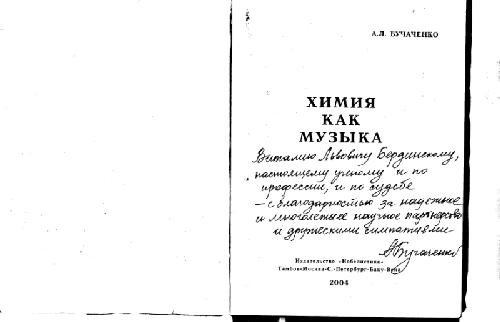 А.Л. БУЧАЧЕНКО
ХИМИЯ
КАК
МУЗЫКА
Виталию Львовичу Бердинскому,
настоящему ученому и по
профессии, и по судьбе
– с благодарностью за надежное
и многолетнее научное партнерство
и дружескими симпатиями –
АБучаченко
Издательство «Нобелистика»
Тамбов-Москва-С.-Петербург-Баку-Вена
2004